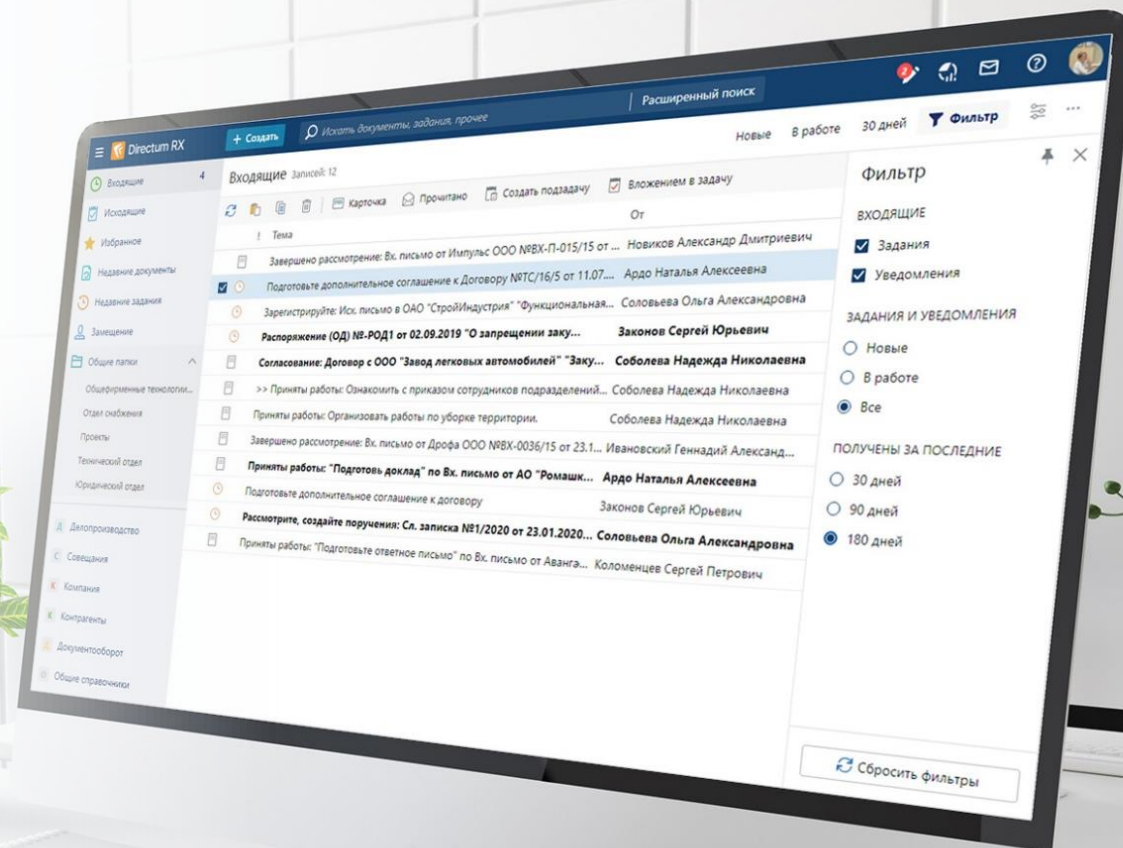 Directum RX
+ Создать
Искать документы, задания, прочее
Расширенный поиск
2
Входящие 4
Исходящие
Избранное
Недавние документы
Недавние задания
Замещение
Общие папки
Общефирменные технологии...
Отдел снабжения
Проекты
Технический отдел
Юридический отдел
Д Делопроизводство
С Совещания
К Компания
К Контрагенты
Д Документооборот
О Общие справочники
Входящие Записей: 12
Новые В работе 30 дней Фильтр
Карточка Прочитано Создать подзадачу Вложением в задачу
! Тема От
Завершено рассмотрение: Вх. письмо от Импульс ООО №ВХ-П-015/15 от ... Новиков Александр Дмитриевич
Подготовьте дополнительное соглашение к Договору №ТС/16/5 от 11.07.... Ардо Наталья Алексеевна
Зарегистрируйте: Исх. письмо в ОАО "СтройИндустрия" "Функциональная... Соловьева Ольга Александровна
Распоряжение (ОД) №-РОД1 от 02.09.2019 "О запрещении заку... Законов Сергей Юрьевич
Согласование: Договор с ООО "Завод легковых автомобилей" "Заку... Соболева Надежда Николаевна
>> Приняты работы: Ознакомить с приказом сотрудников подразделений... Соболева Надежда Николаевна
Приняты работы: Организовать работы по уборке территории. Соболева Надежда Николаевна
Завершено рассмотрение: Вх. письмо от Дрофа ООО №ВХ-0036/15 от 23.1... Ивановский Геннадий Александ...
Приняты работы: "Подготовь доклад" по Вх. письмо от АО "Ромашк... Ардо Наталья Алексеевна
Подготовьте дополнительное соглашение к договору Законов Сергей Юрьевич
Рассмотрите, создайте поручения: Сл. записка №1/2020 от 23.01.2020... Соловьева Ольга Александровна
Приняты работы: "Подготовьте ответное письмо" по Вх. письмо от Аванга... Коломенцев Сергей Петрович
Фильтр
ВХОДЯЩИЕ
Задания
Уведомления
ЗАДАНИЯ И УВЕДОМЛЕНИЯ
Новые
В работе
Все
ПОЛУЧЕНЫ ЗА ПОСЛЕДНИЕ
30 дней
90 дней
180 дней
Сбросить фильтры